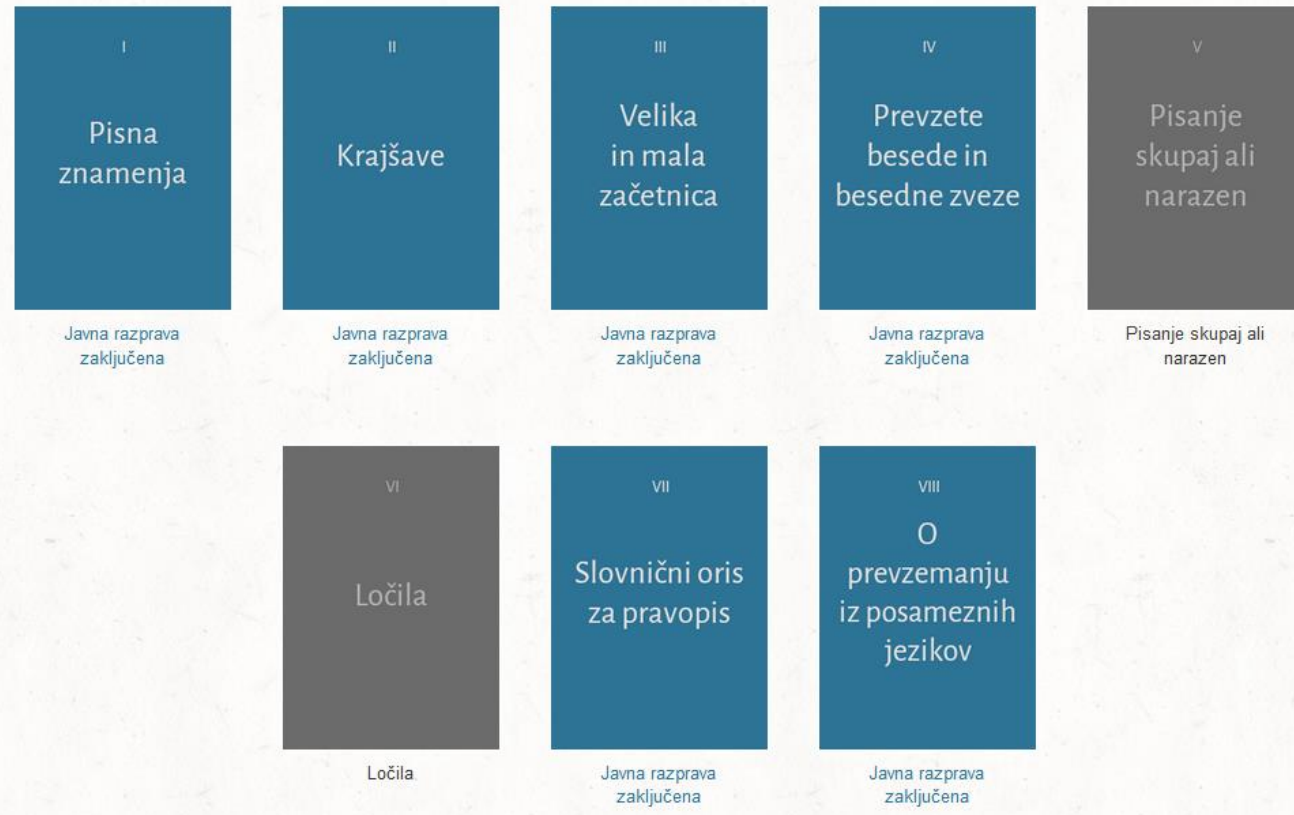 I
Pisna
znamenja
Javna razprava
zaključena
II
Krajšave
Javna razprava
zaključena
III
Velika
in mala
začetnica
Javna razprava
zaključena
IV
Prevzete
besede in
besedne zveze
Javna razprava
zaključena
V
Pisanje
skupaj ali
narazen
Pisanje skupaj ali
narazen
VI
Ločila
Ločila
VII
Slovnični oris
za pravopis
Javna razprava
zaključena
VIII
O
prevzemanju
iz posameznih
jezikov
Javna razprava
zaključena